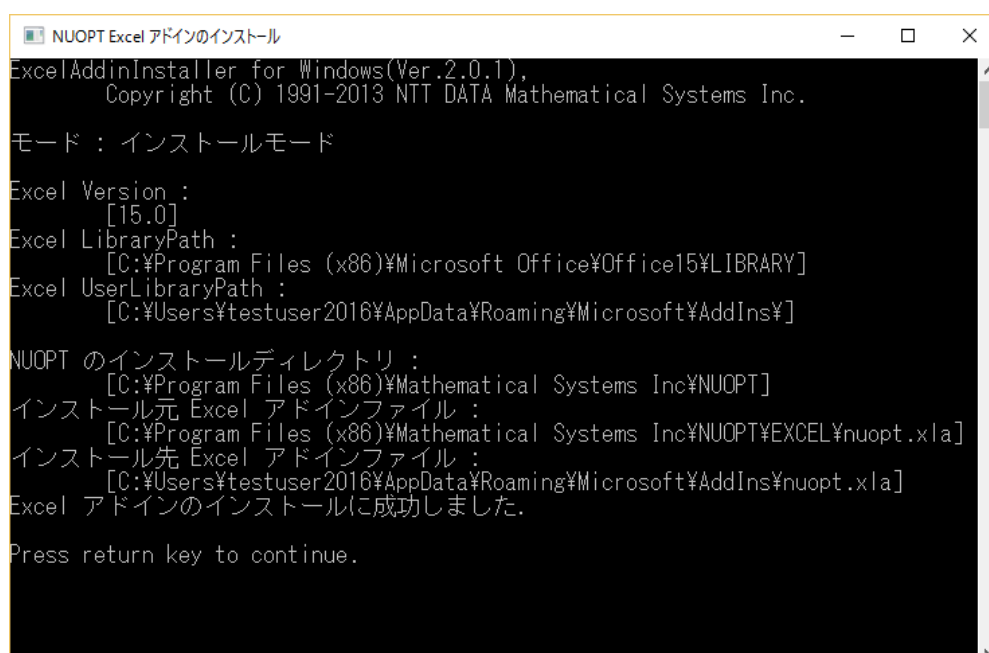 NUOPT Excel アドインのインストール
ExcelAddinInstaller for Windows(Ver.2.0.1),
Copyright (C) 1991-2013 NTT DATA Mathematical Systems Inc.
モード : インストールモード
Excel Version :
[15.0]
Excel LibraryPath :
[C:¥Program Files (x86)¥Microsoft Office¥Office15¥LIBRARY]
Excel UserLibraryPath :
[C:¥Users¥testuser2016¥AppData¥Roaming¥Microsoft¥AddIns¥]
NUOPT のインストールディレクトリ :
[C:¥Program Files (x86)¥Mathematical Systems Inc¥NUOPT]
インストール元 Excel アドインファイル :
[C:¥Program Files (x86)¥Mathematical Systems Inc¥NUOPT¥EXCEL¥nuopt.xla]
インストール先 Excel アドインファイル :
[C:¥Users¥testuser2016¥AppData¥Roaming¥Microsoft¥AddIns¥nuopt.xla]
Excel アドインのインストールに成功しました.
Press return key to continue.